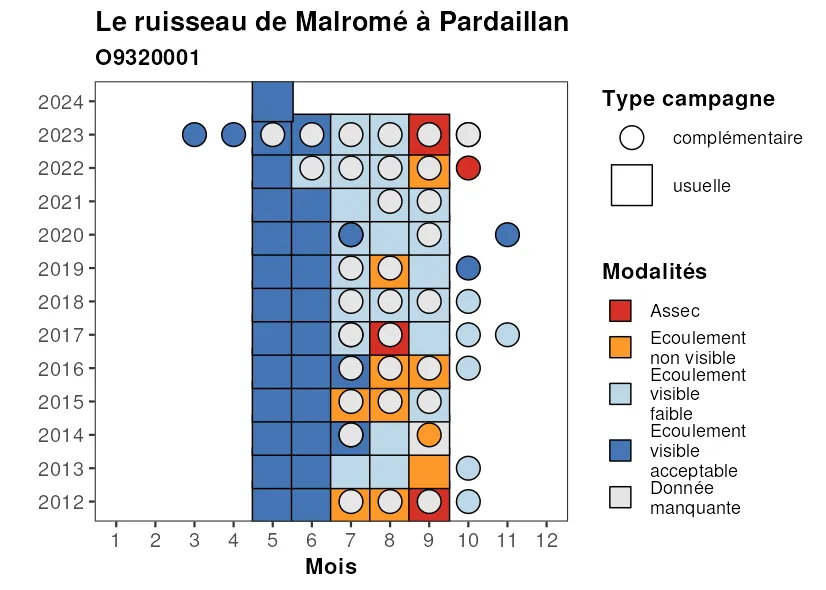 Le ruisseau de Malromé à Pardaillan
O9320001
2024
2023
2022
2021
2020
2019
2018
2017
2016
2015
2014
2013
2012
1 2 3 4 5 6 7 8 9 10 11 12
Mois
Type campagne
complémentaire
usuelle
Modalités
Assec
Ecoulement
non visible
Ecoulement
visible
faible
Ecoulement
visible
acceptable
Donnée
manquante